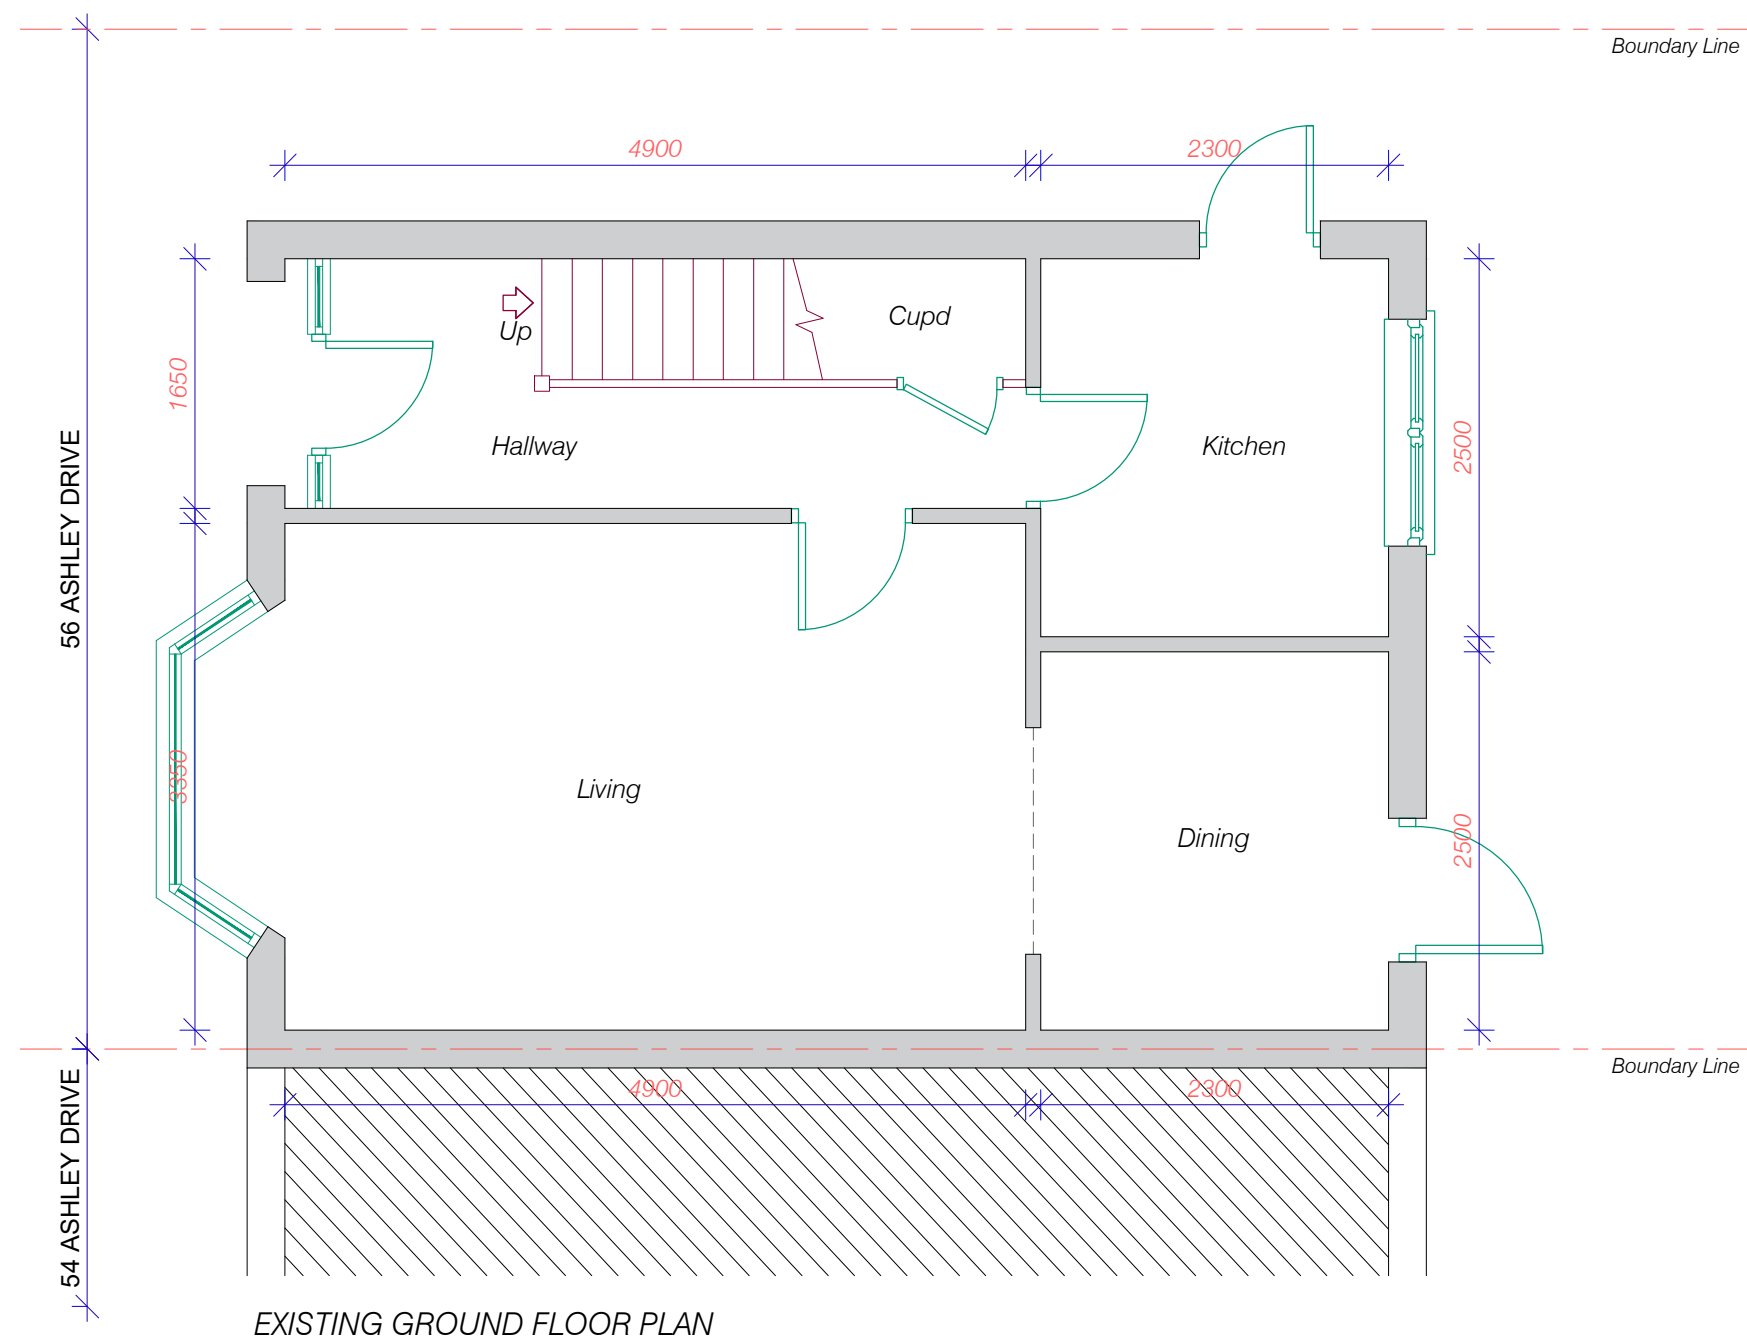 Boundary Line
4900
2300
Up
Cupd
1650
56 ASHLEY DRIVE
Hallway
Kitchen
2500
3350
Living
Dining
2500
Boundary Line
4900
2300
54 ASHLEY DRIVE
EXISTING GROUND FLOOR PLAN